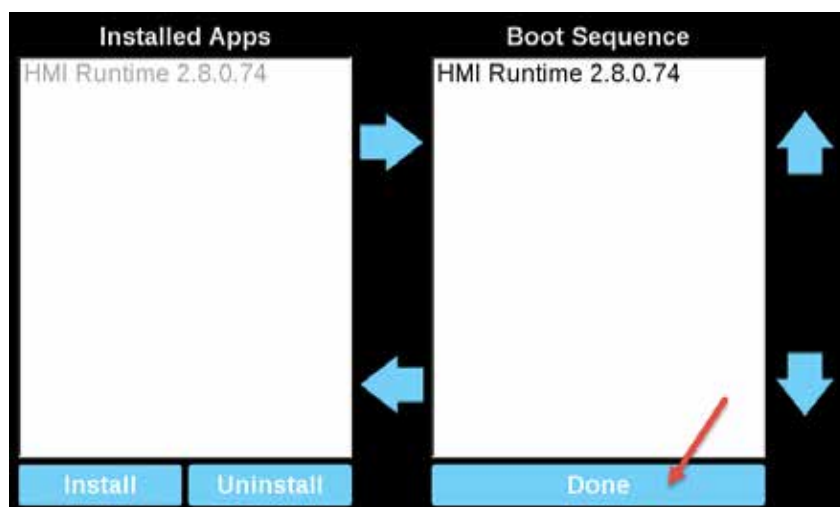 Installed Apps
Boot Sequence
HMI Runtime 2.8.0.74
HMI Runtime 2.8.0.74
Install
Uninstall
Done